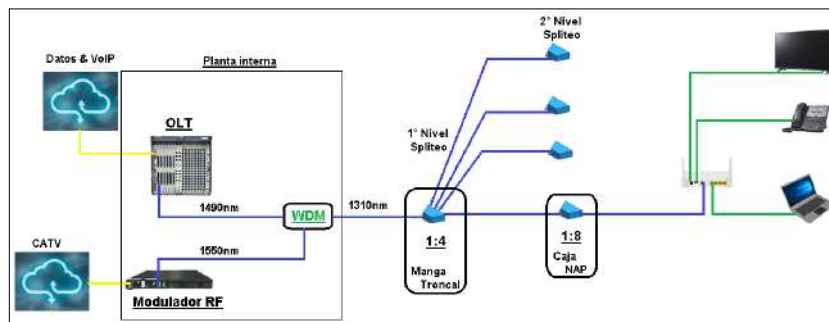 Planta interna
Datos & VoIP
OLT
1490nm
WDM
1310nm
1550nm
CATV
Modulador RF
2° Nivel
Spliteo
1° Nivel
Spliteo
1:4
Manga
Troncal
1:8
Caja
NAP